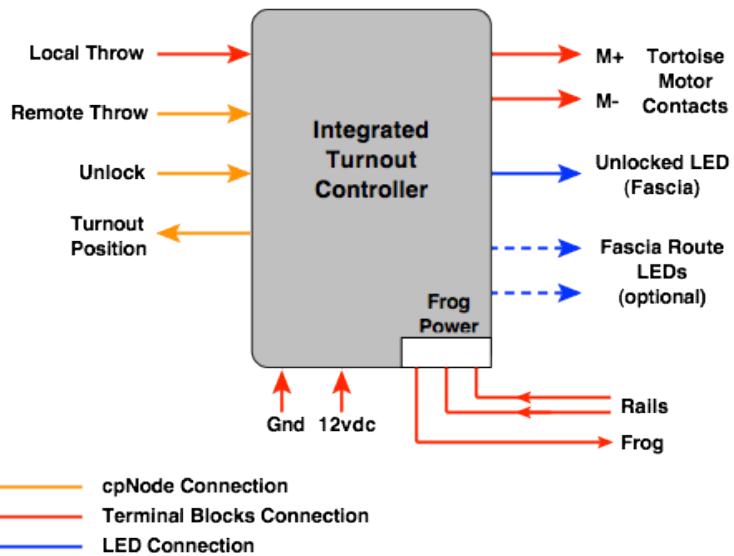 Local Throw
Remote Throw
Unlock
Turnout
Position
Integrated
Turnout
Controller
M+
M-
Tortoise
Motor
Contacts
Unlocked LED
(Fascia)
Fascia Route
LEDs
(optional)
Frog
Power
Gnd
12vdc
Rails
Frog
cpNode Connection
Terminal Blocks Connection
LED Connection